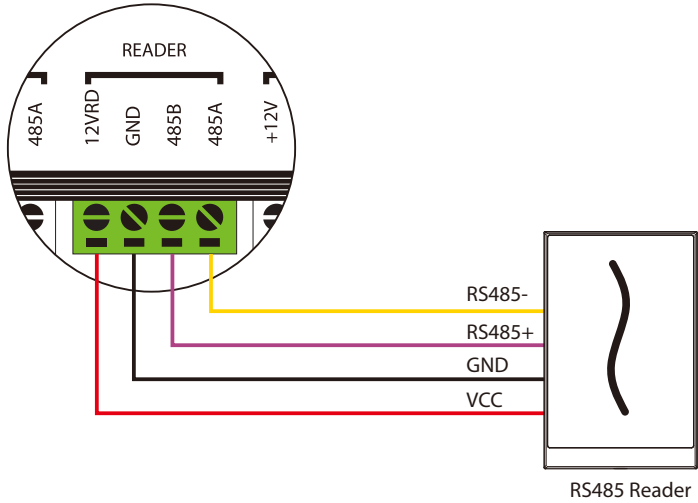 READER
485A
12VRD
GND
485B
485A
+12V
RS485-
RS485+
GND
VCC
RS485 Reader